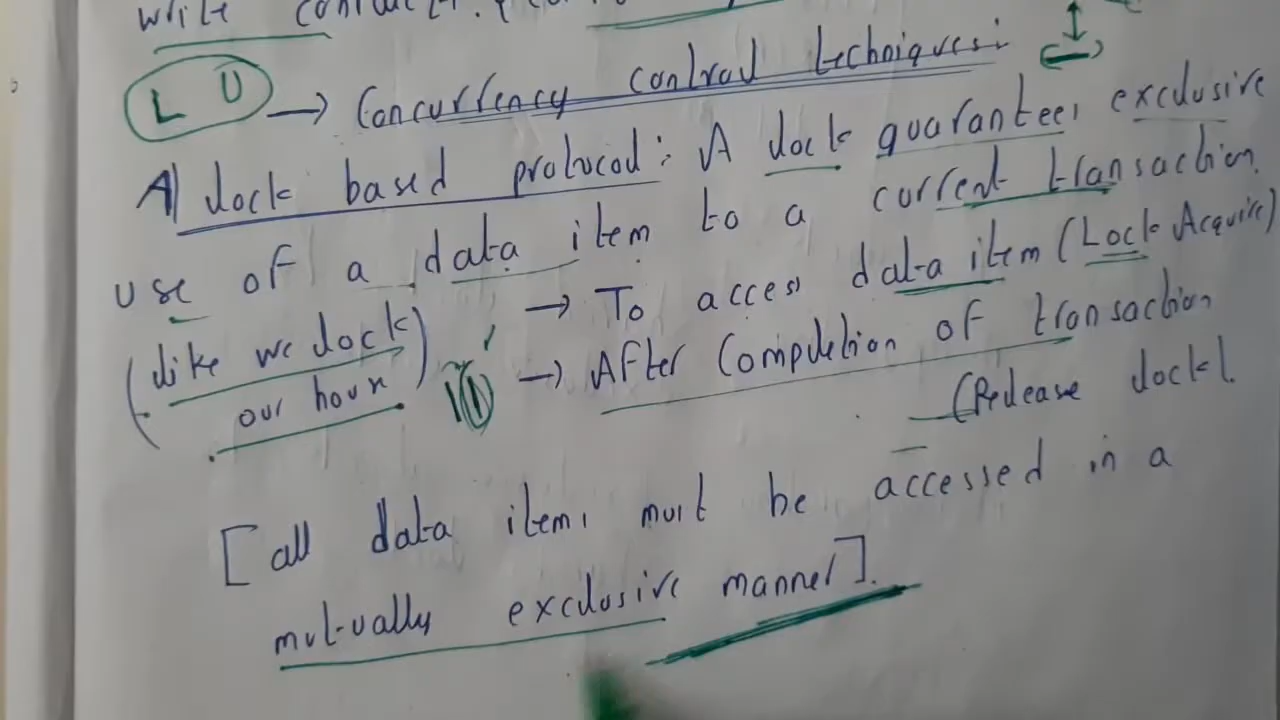 write
L U → Concurrency control techniques:
A) lock based protocol: A lock guarantees exclusive
use of a data item to a current transaction.
(like we lock our hous) → To access data item (Lock Acquire)
→ After Completion of transaction
(Release lock).
[all data items must be accessed in a
mutually exclusive manner].